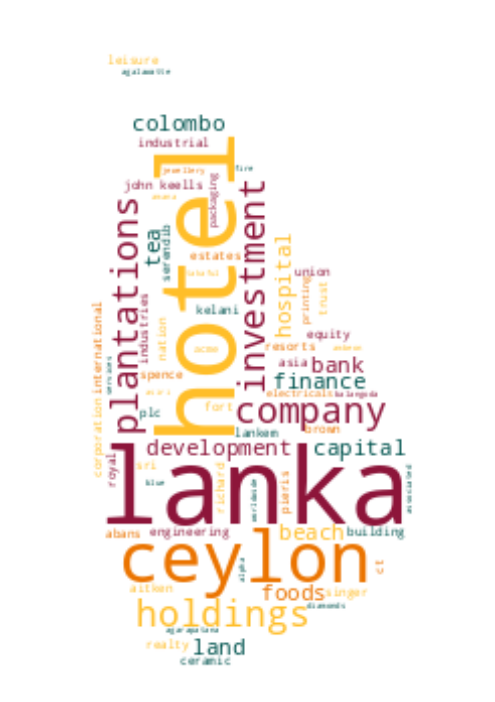 leisure
agalawatte
colombo
industrial
hotel
jewellery
fire
john keells
packaging
investment
plantations
tea
serendib
estates
hospital
union
printing
trust
kelani
international
industries
nation
services
corporation
acme
equity
resorts
asia
bank
spence
finance
electricals
balangoda
plc
fort
company
brown
lankem
development
capital
royal
sri
lanka
blue
richard
worldwide
pieris
associated
abans
engineering
beach
building
ceylon
alpha
ct
aitken
foods
singer
diamonds
holdings
agarapatana
realty
land
ceramic